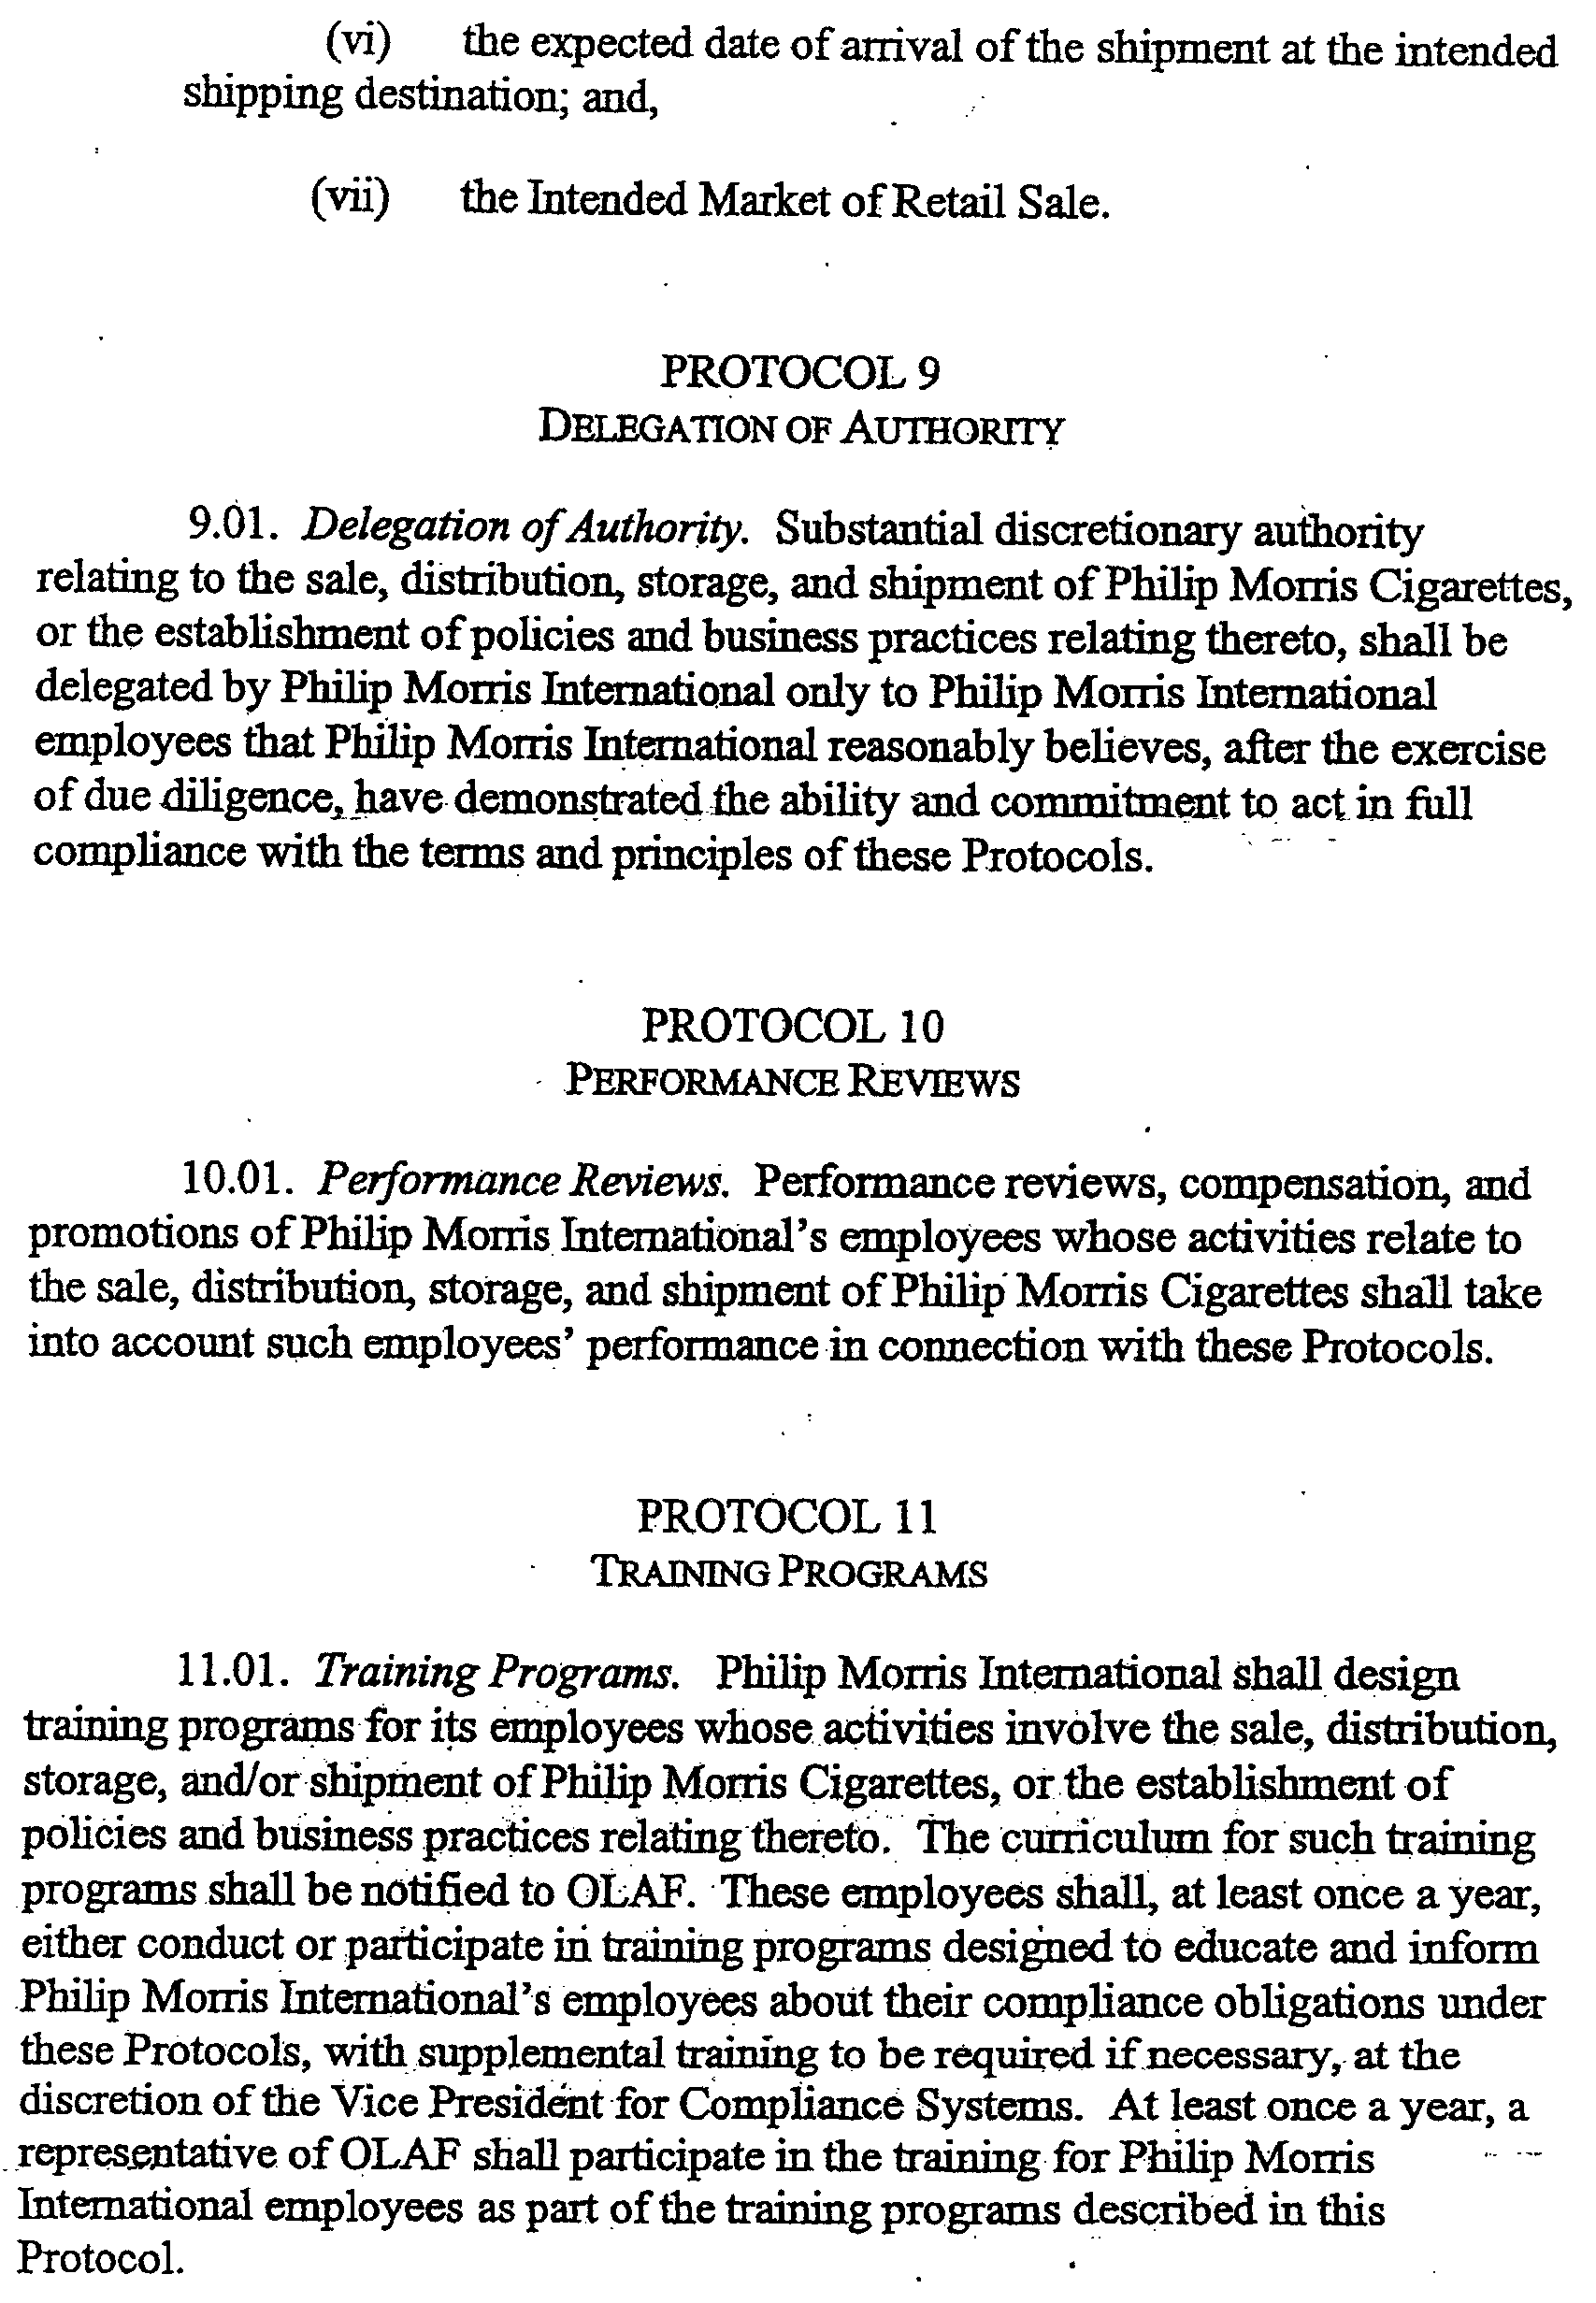 (vi) the expected date of arrival of the shipment at the intended
shipping destination; and,
(vii) the Intended Market of Retail Sale.
PROTOCOL 9
DELEGATION OF AUTHORITY
9.01. Delegation of Authority. Substantial discretionary authority
relating to the sale, distribution, storage, and shipment of Philip Morris Cigarettes,
or the establishment of policies and business practices relating thereto, shall be
delegated by Philip Morris International only to Philip Morris International
employees that Philip Morris International reasonably believes, after the exercise
of due diligence, have demonstrated the ability and commitment to act in full
compliance with the terms and principles of these Protocols.
PROTOCOL 10
PERFORMANCE REVIEWS
10.01. Performance Reviews. Performance reviews, compensation, and
promotions of Philip Morris International's employees whose activities relate to
the sale, distribution, storage, and shipment of Philip Morris Cigarettes shall take
into account such employees' performance in connection with these Protocols.
PROTOCOL 11
TRAINING PROGRAMS
11.01. Training Programs. Philip Morris International shall design
training programs for its employees whose activities involve the sale, distribution,
storage, and/or shipment of Philip Morris Cigarettes, or the establishment of
policies and business practices relating thereto. The curriculum for such training
programs shall be notified to OLAF. These employees shall, at least once a year,
either conduct or participate in training programs designed to educate and inform
Philip Morris International's employees about their compliance obligations under
these Protocols, with supplemental training to be required if necessary, at the
discretion of the Vice President for Compliance Systems. At least once a year, a
representative of OLAF shall participate in the training for Philip Morris
International employees as part of the training programs described in this
Protocol.